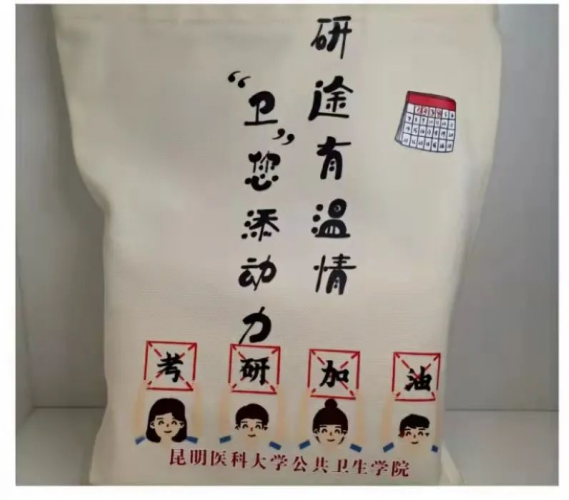 研途有温情
“卫”您添动力
考研加油
昆明医科大学公共卫生学院